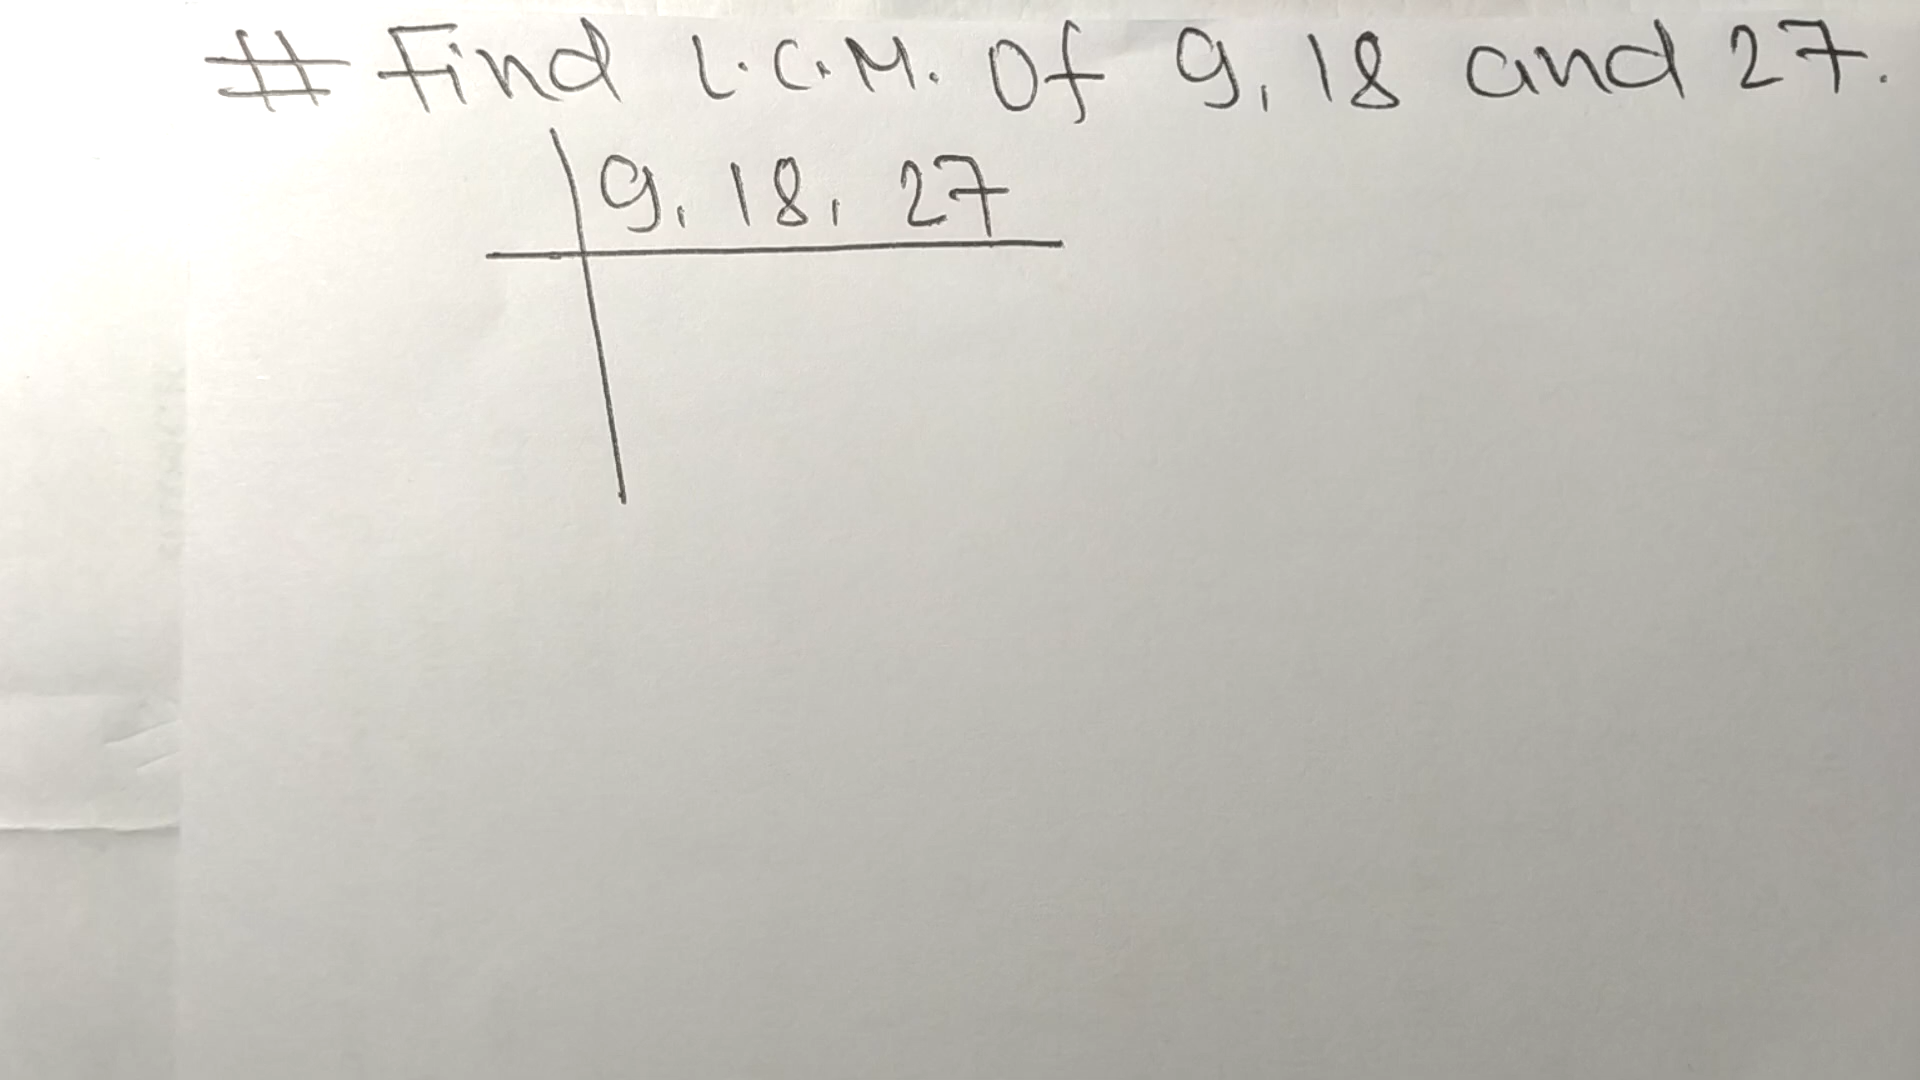 # Find L.C.M. of 9, 18 and 27.
9, 18, 27